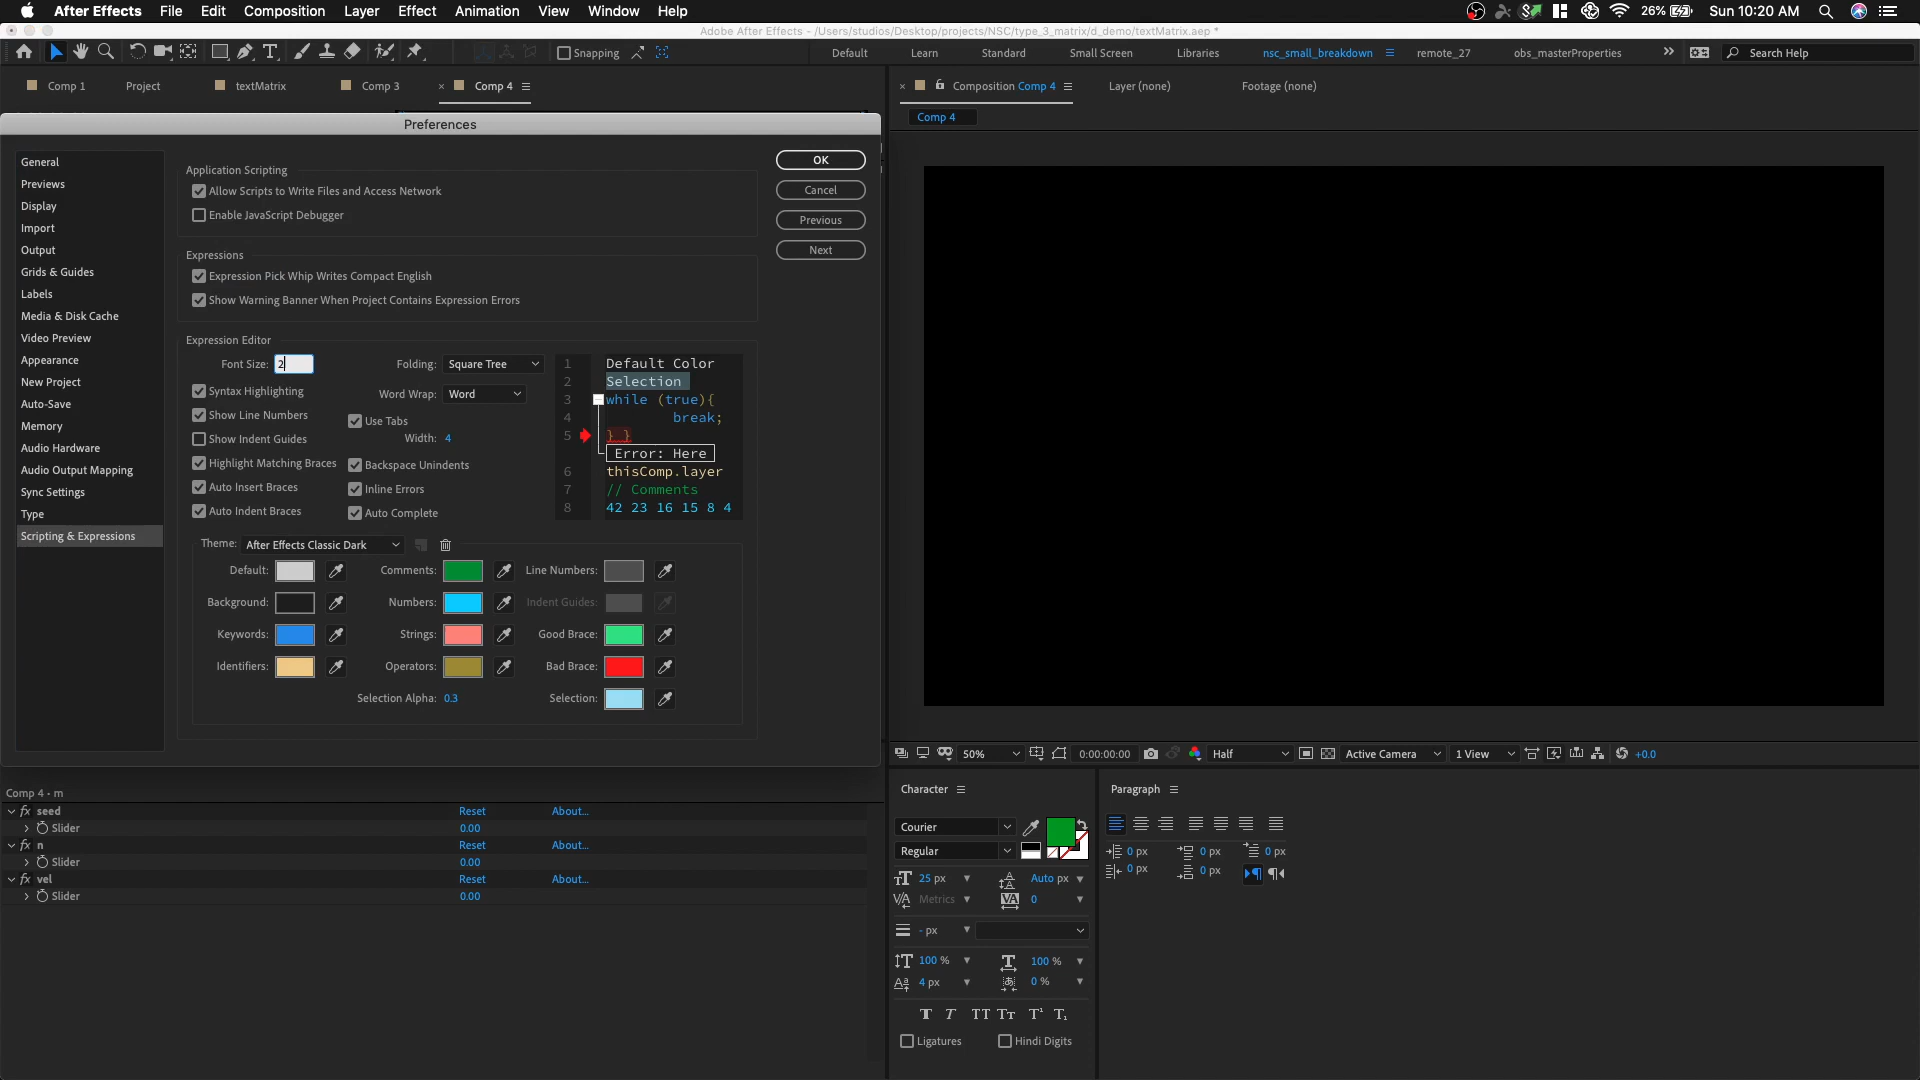 After Effects File Edit Composition Layer Effect Animation View Window Help
26% Sun 10:20 AM
Adobe After Effects - /Users/studios/Desktop/projects/NSC/type_3_matrix/d_demo/textMatrix.aep *
Snapping Default Learn Standard Small Screen Libraries nsc_small_breakdown remote_27 obs_masterProperties Search Help
Comp 1 Project textMatrix Comp 3 × Comp 4
× Composition Comp 4 Layer (none) Footage (none)
Comp 4
Preferences
General
Previews
Display
Import
Output
Grids & Guides
Labels
Media & Disk Cache
Video Preview
Appearance
New Project
Auto-Save
Memory
Audio Hardware
Audio Output Mapping
Sync Settings
Type
Scripting & Expressions
Application Scripting
Allow Scripts to Write Files and Access Network
Enable JavaScript Debugger
Expressions
Expression Pick Whip Writes Compact English
Show Warning Banner When Project Contains Expression Errors
Expression Editor
Font Size: 2
Folding: Square Tree
Syntax Highlighting
Word Wrap: Word
Show Line Numbers
Use Tabs
Show Indent Guides
Width: 4
Highlight Matching Braces
Backspace Unindents
Auto Insert Braces
Inline Errors
Auto Indent Braces
Auto Complete
1 Default Color
2 Selection
3 while (true){
4 break;
5 } }
Error: Here
6 thisComp.layer
7 // Comments
8 42 23 16 15 8 4
OK
Cancel
Previous
Next
Theme: After Effects Classic Dark
Default: Comments: Line Numbers:
Background: Numbers: Indent Guides:
Keywords: Strings: Good Brace:
Identifiers: Operators: Bad Brace:
Selection Alpha: 0.3 Selection:
50% 0:00:00:00 Half Active Camera 1 View +0.0
Comp 4 • m
fx seed Reset About...
Slider 0.00
fx n Reset About...
Slider 0.00
fx vel Reset About...
Slider 0.00
Character
Courier
Regular
25 px Auto px
Metrics 0
- px
100 % 100 %
4 px 0 %
T T TT TT T¹ T₁
Ligatures Hindi Digits
Paragraph
0 px 0 px 0 px
0 px 0 px